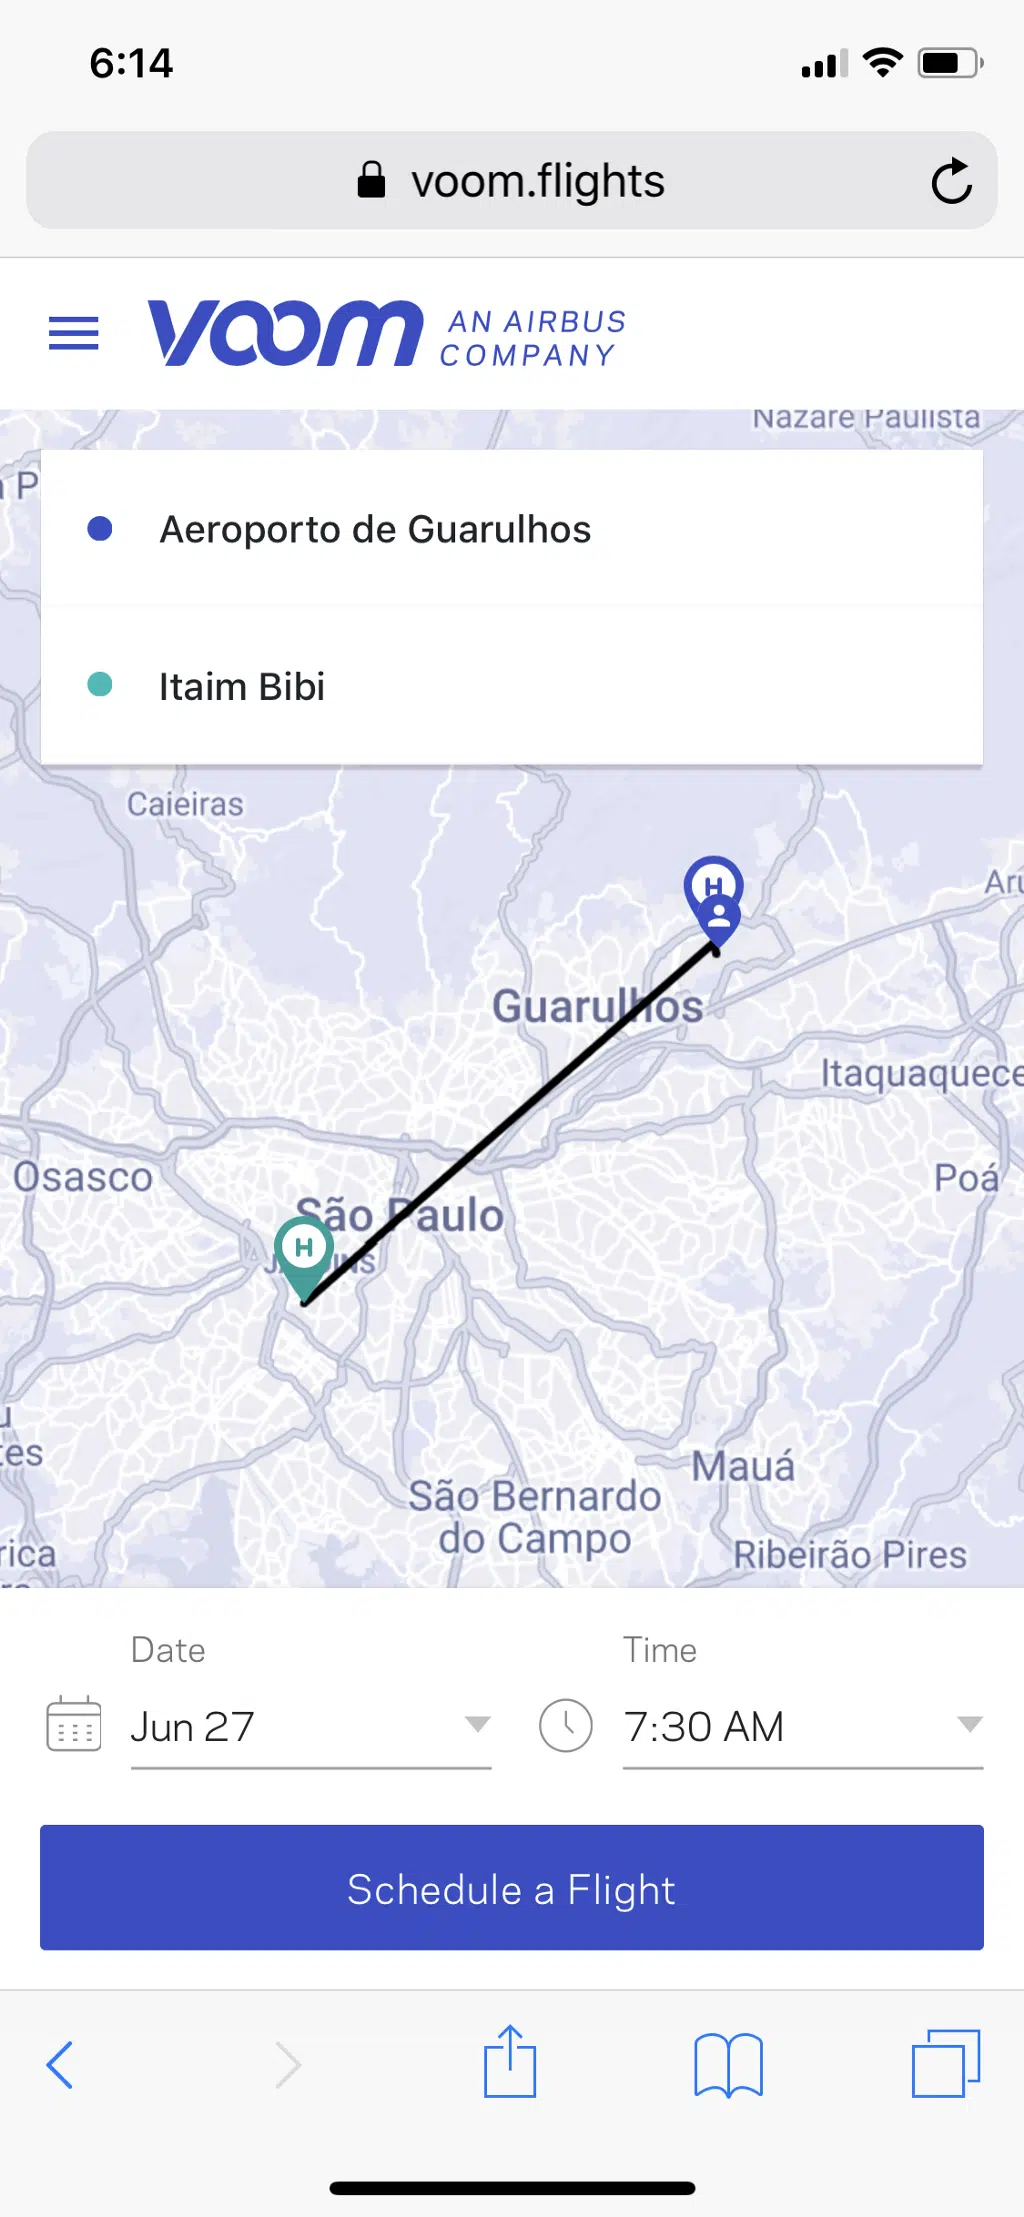 6:14
voom.flights
voom AN AIRBUS
COMPANY
Nazaré Paulista
Aeroporto de Guarulhos
Itaim Bibi
Caieiras
H
Guarulhos
Osasco
Poá
São Paulo
H
Mauá
São Bernardo
do Campo
Ribeirão Pires
Date
Time
Jun 27
7:30 AM
Schedule a Flight